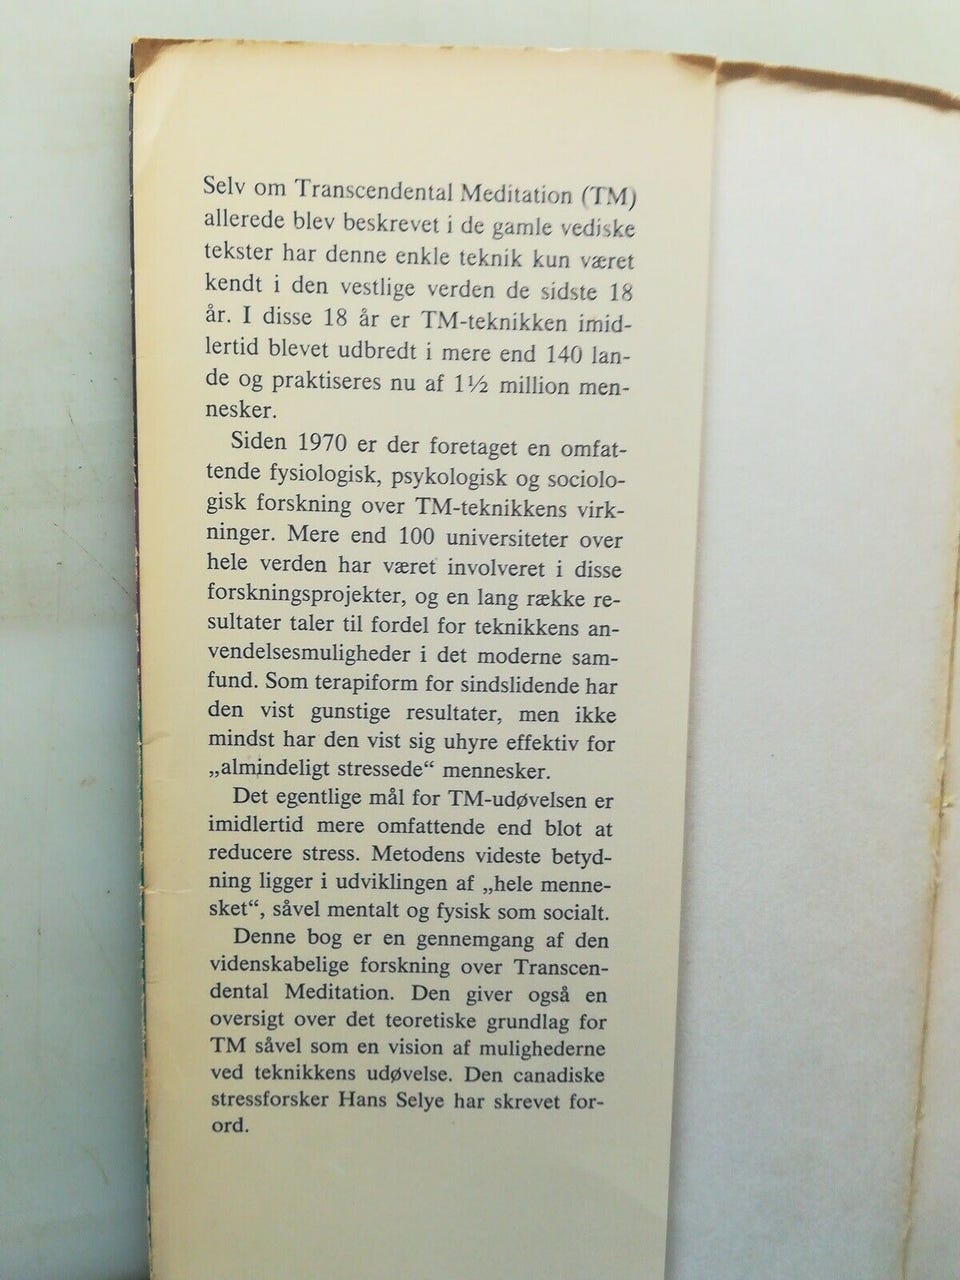 Selv om Transcendental Meditation (TM)
allerede blev beskrevet i de gamle vediske
tekster har denne enkle teknik kun været
kendt i den vestlige verden de sidste 18
år. I disse 18 år er TM-teknikken imid-
lertid blevet udbredt i mere end 140 lan-
de og praktiseres nu af 1½ million men-
nesker.
Siden 1970 er der foretaget en omfat-
tende fysiologisk, psykologisk og sociolo-
gisk forskning over TM-teknikkens virk-
ninger. Mere end 100 universiteter over
hele verden har været involveret i disse
forskningsprojekter, og en lang række re-
sultater taler til fordel for teknikkens an-
vendelsesmuligheder i det moderne sam-
fund. Som terapiform for sindslidende har
den vist gunstige resultater, men ikke
mindst har den vist sig uhyre effektiv for
„almindeligt stressede“ mennesker.
Det egentlige mål for TM-udøvelsen er
imidlertid mere omfattende end blot at
reducere stress. Metodens videste betyd-
ning ligger i udviklingen af „hele menne-
sket“, såvel mentalt og fysisk som socialt.
Denne bog er en gennemgang af den
videnskabelige forskning over Transcen-
dental Meditation. Den giver også en
oversigt over det teoretiske grundlag for
TM såvel som en vision af mulighederne
ved teknikkens udøvelse. Den canadiske
stressforsker Hans Selye har skrevet for-
ord.